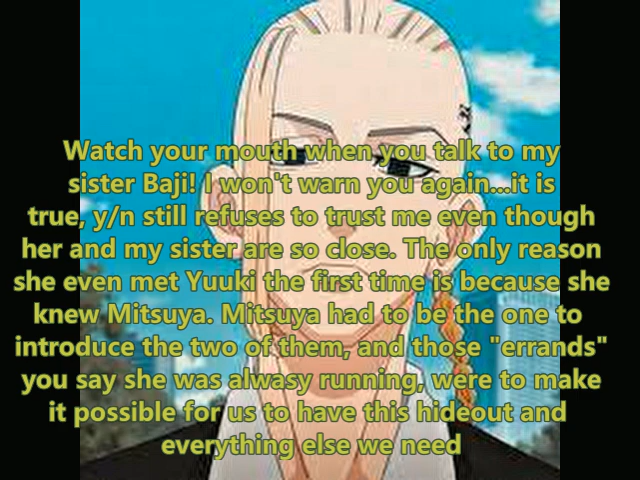 Watch your mouth when you talk to my
sister Baji! I won't warn you again...it is
true, y/n still refuses to trust me even though
her and my sister are so close. The only reason
she even met Yuuki the first time is because she
knew Mitsuya. Mitsuya had to be the one to
introduce the two of them, and those "errands"
you say she was alwasy running, were to make
it possible for us to have this hideout and
everything else we need